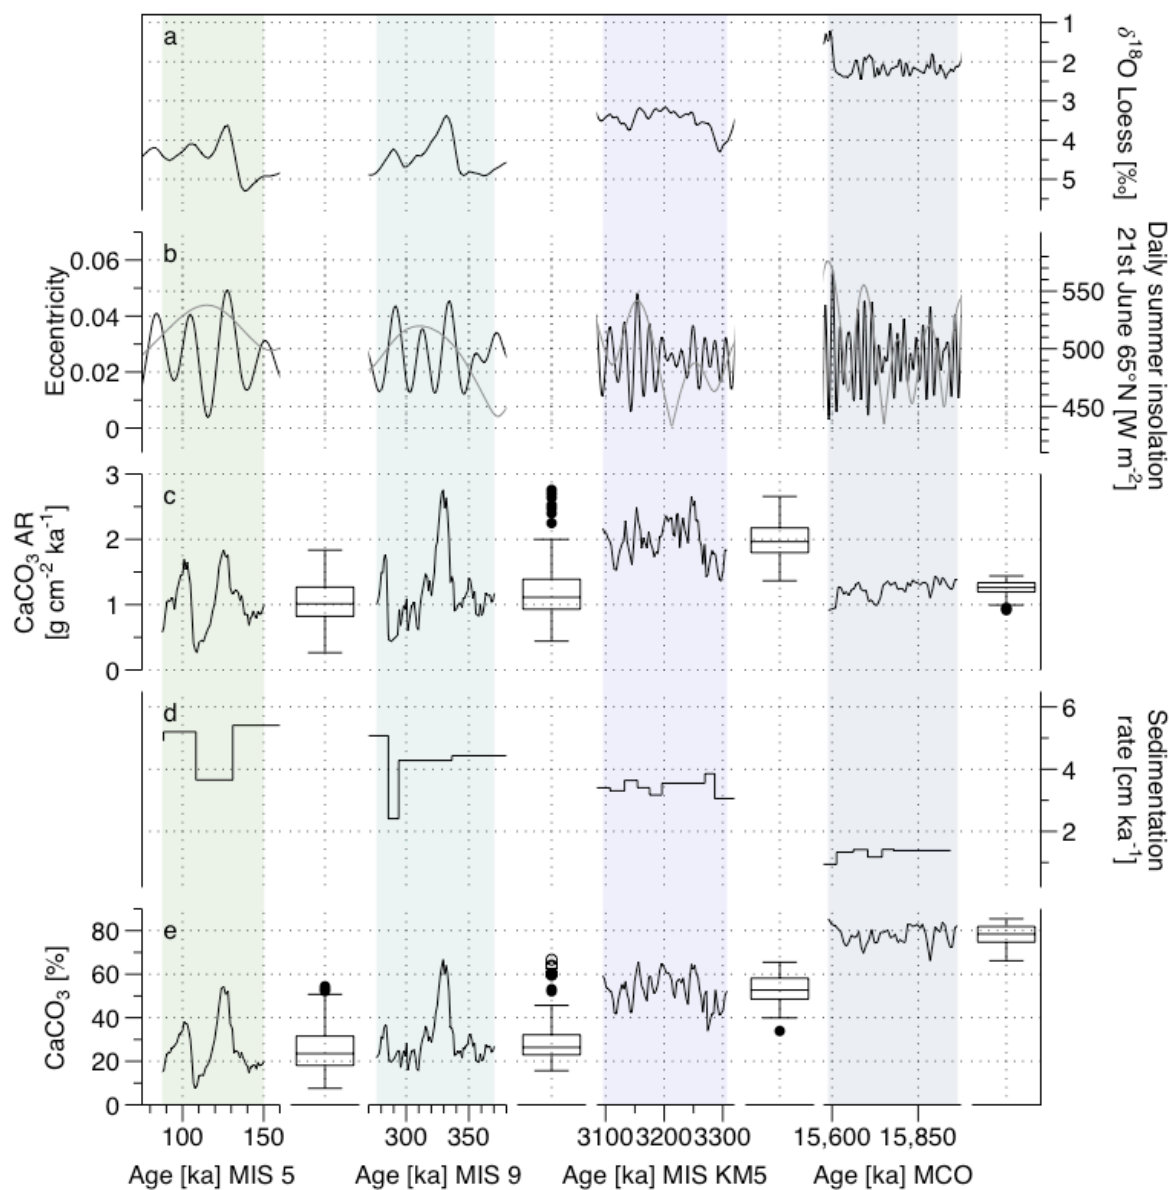 a
1
2
3
4
5
δ18O Loess [‰]
b
Eccentricity
0.06
0.04
0.02
0
550
500
450
Daily summer insolation
21st June 65°N [W m-2]
c
CaCO3 AR
[g cm-2 ka-1]
3
2
1
0
d
6
4
2
Sedimentation
rate [cm ka-1]
e
CaCO3 [%]
80
60
40
20
0
100 150 300 350 3100 3200 3300 15,600 15,850
Age [ka] MIS 5 Age [ka] MIS 9 Age [ka] MIS KM5 Age [ka] MCO